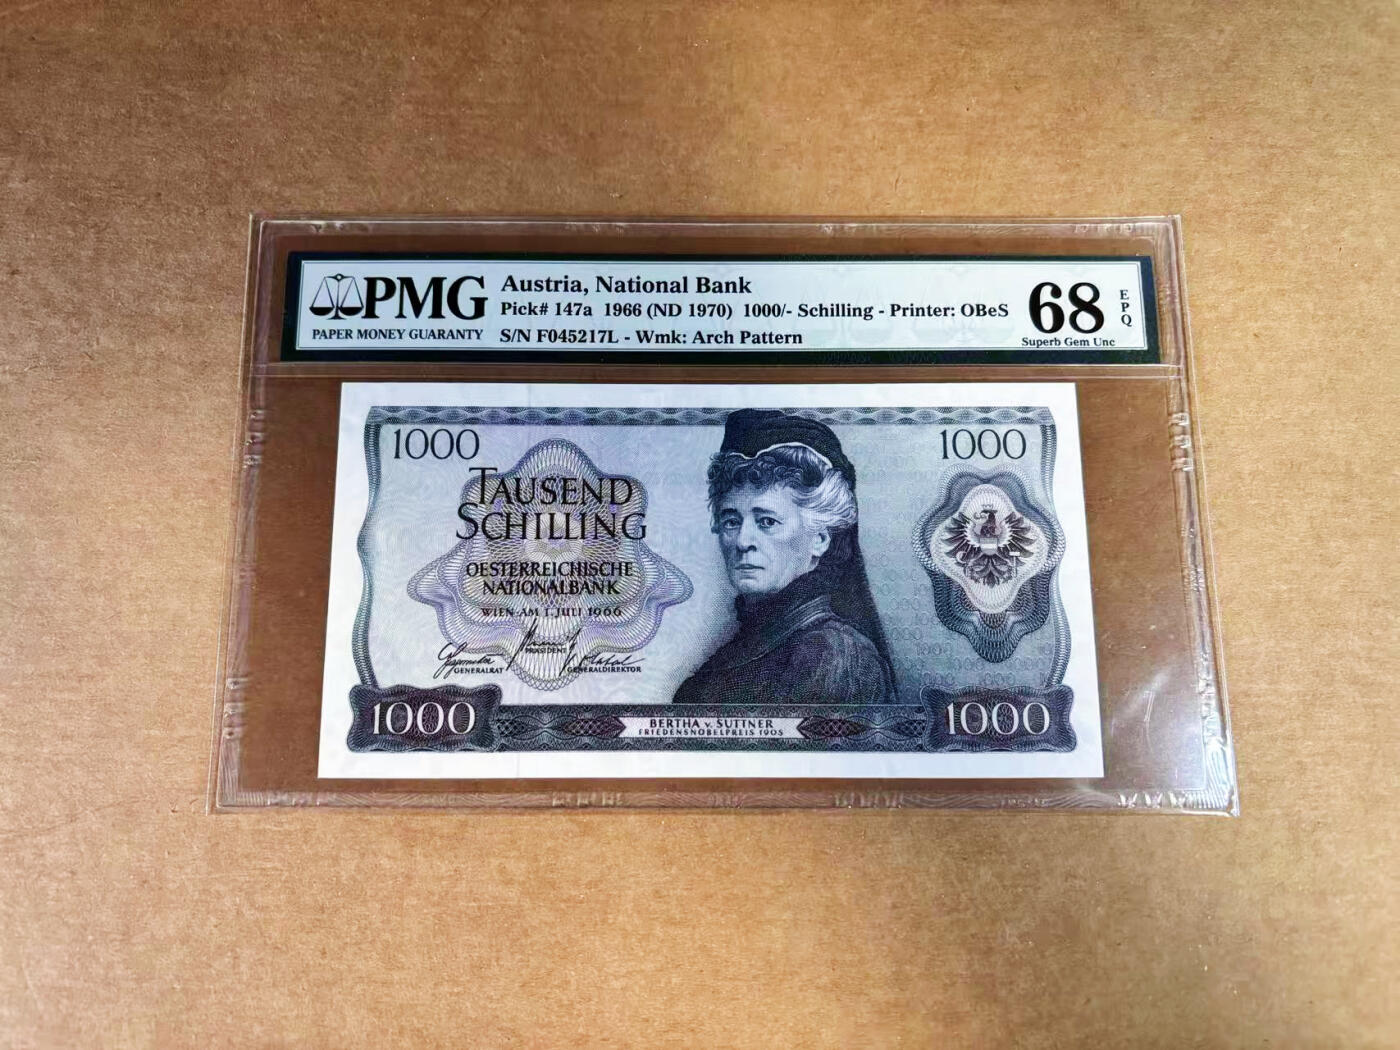 PMG
PAPER MONEY GUARANTY
Austria, National Bank
Pick# 147a 1966 (ND 1970) 1000/- Schilling - Printer: OBeS
S/N F045217L - Wmk: Arch Pattern
68
EPQ
Superb Gem Unc
1000
1000
TAUSEND
SCHILLING
OESTERREICHISCHE
NATIONALBANK
WIEN AM 1. JULI 1966
PRÄSIDENT
GENERALRAT
GENERALDIREKTOR
1000
BERTHA v. SUTTNER
FRIEDENSNOBELPREIS 1905
1000